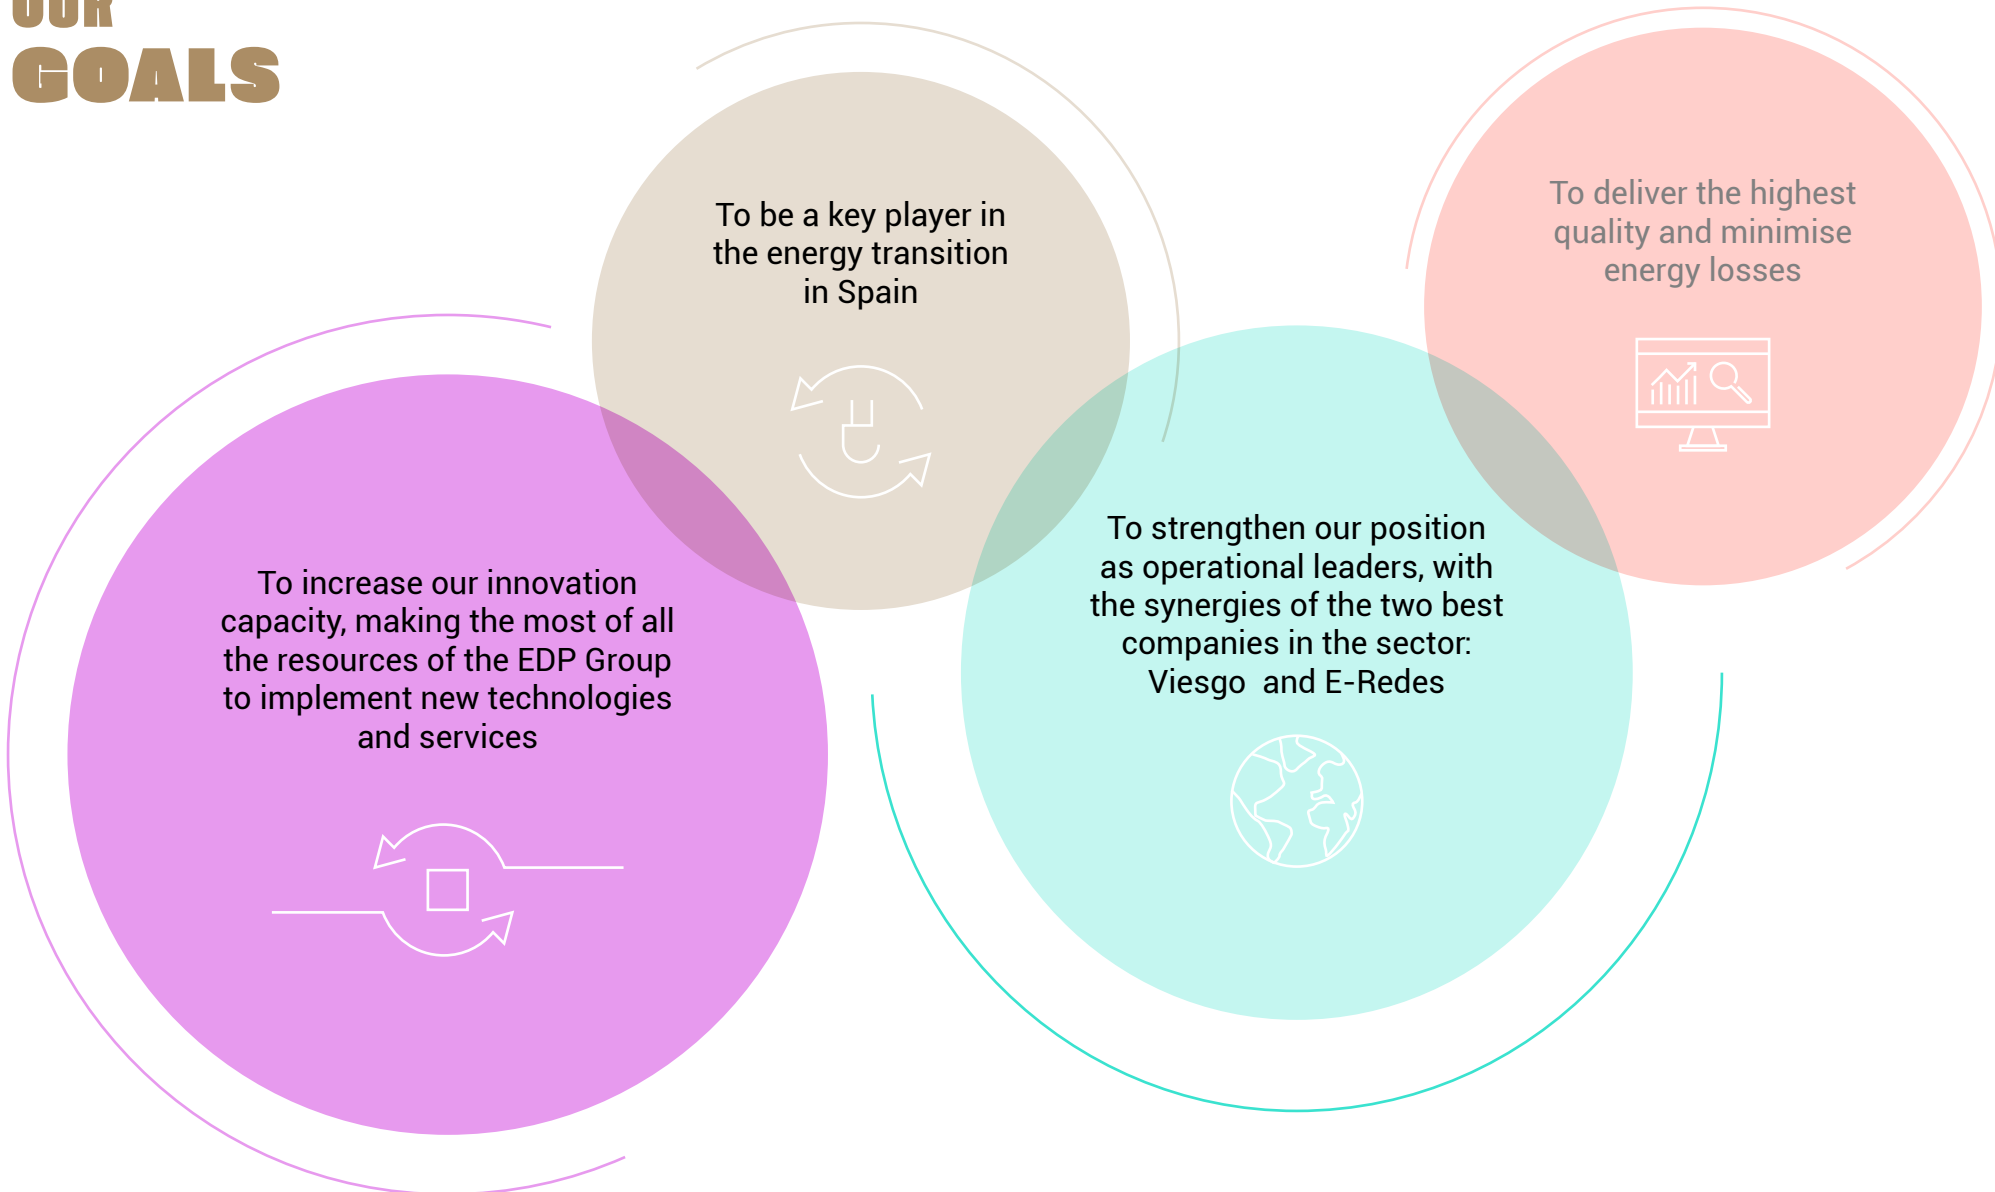 OUR
GOALS
To increase our innovation
capacity, making the most of all
the resources of the EDP Group
to implement new technologies
and services
To be a key player in
the energy transition
in Spain
To strengthen our position
as operational leaders, with
the synergies of the two best
companies in the sector:
Viesgo  and E-Redes
To deliver the highest
quality and minimise
energy losses